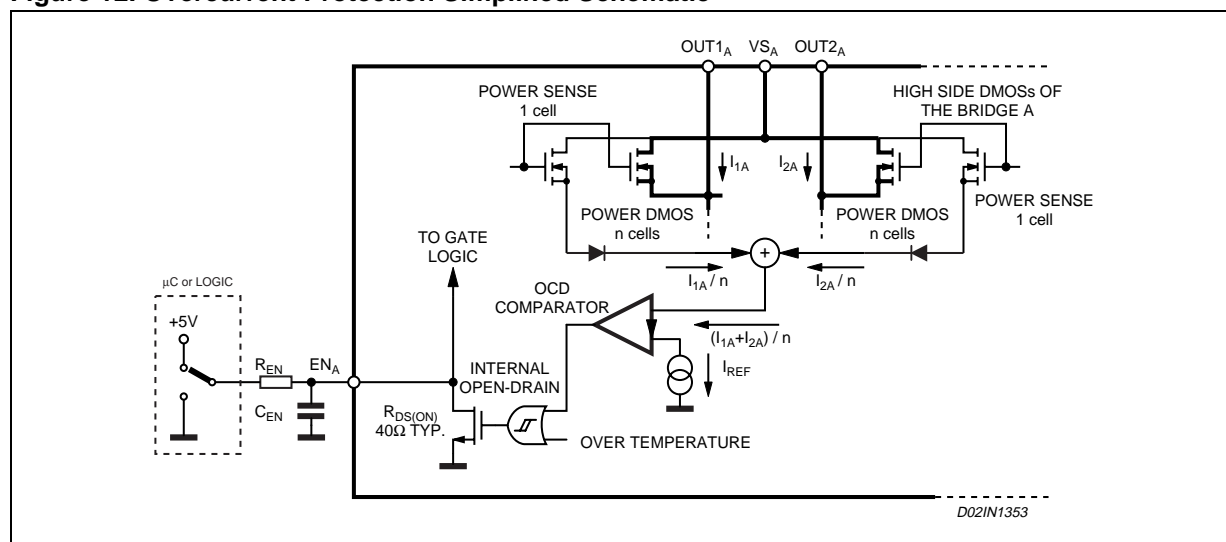 Figure 12. Overcurrent Protection Simplified Schematic
OUT1A VSA OUT2A
POWER SENSE
1 cell
HIGH SIDE DMOSs OF
THE BRIDGE A
I1A
I2A
POWER SENSE
1 cell
POWER DMOS
n cells
POWER DMOS
n cells
TO GATE
LOGIC
+
I1A / n
I2A / n
µC or LOGIC
OCD
COMPARATOR
+5V
(I1A+I2A) / n
REN
ENA
INTERNAL
OPEN-DRAIN
IREF
CEN
RDS(ON)
40Ω TYP.
OVER TEMPERATURE
D02IN1353